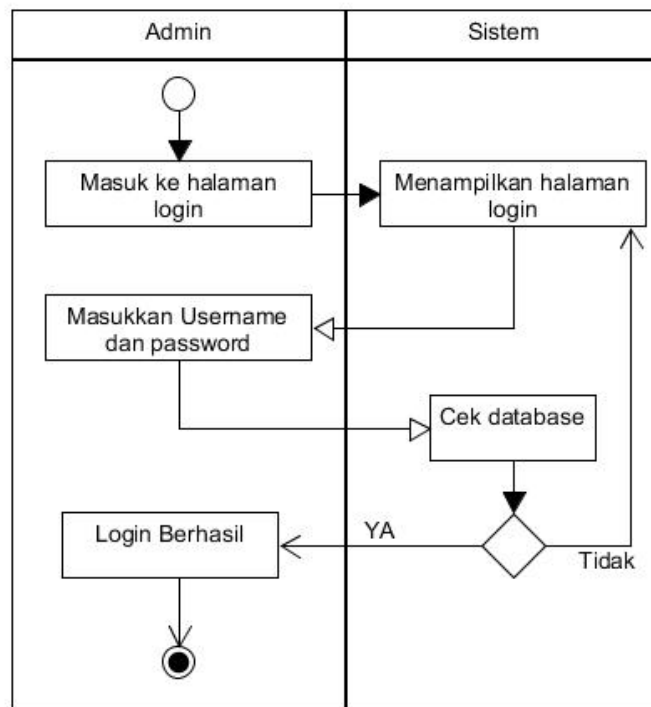 Admin
Sistem
Masuk ke halaman
login
Menampilkan halaman
login
Masukkan Username
dan password
Cek database
Login Berhasil
YA
Tidak